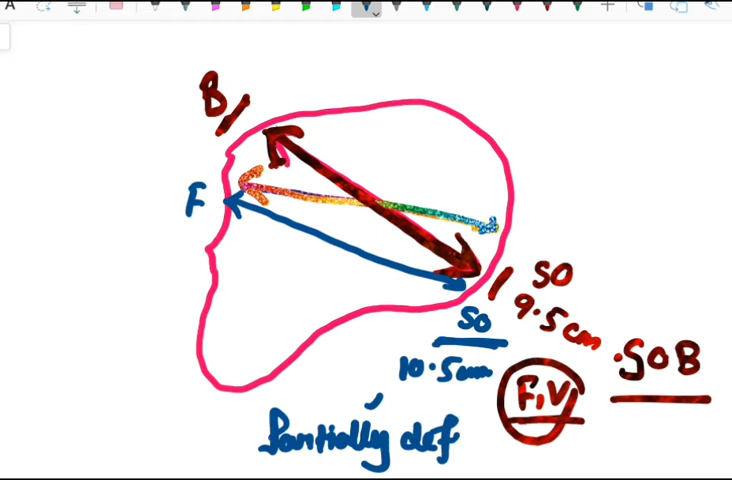 B
F
SO
9.5cm
SO
10.5cm
·SOB
F,V
Partially def